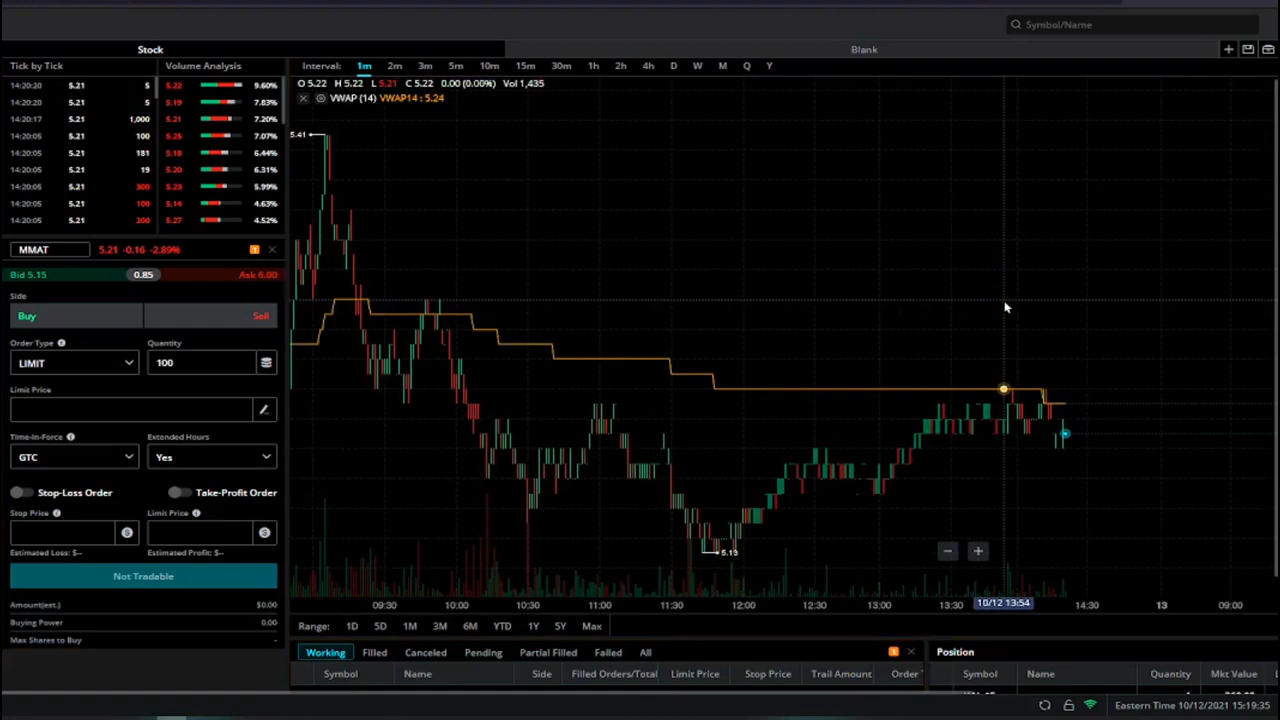 Symbol/Name
Stock
Blank
Tick by Tick
Volume Analysis
14:20:20 5.21 5
14:20:20 5.21 5
14:20:17 5.21 1,000
14:20:05 5.21 100
14:20:05 5.21 181
14:20:05 5.21 19
14:20:05 5.21 300
14:20:05 5.21 100
14:20:05 5.21 200
5.22 9.60%
5.19 7.83%
5.21 7.20%
5.25 7.07%
5.18 6.44%
5.20 6.31%
5.23 5.99%
5.14 4.63%
5.27 4.52%
MMAT 5.21 -0.16 -2.89% 1
Bid 5.15 0.85 Ask 6.00
Side
Buy Sell
Order Type Quantity
LIMIT 100
Limit Price
Time-in-Force Extended Hours
GTC Yes
Stop-Loss Order Take-Profit Order
Stop Price Limit Price
Estimated Loss: $-- Estimated Profit: $--
Not Tradable
Amount(est.) $0.00
Buying Power 0.00
Max Shares to Buy -
Interval: 1m 2m 3m 5m 10m 15m 30m 1h 2h 4h D W M Q Y
O 5.22 H 5.22 L 5.21 C 5.22 0.00 (0.00%) Vol 1,435
VWAP (14) VWAP14 : 5.24
5.41
5.13
09:30 10:00 10:30 11:00 11:30 12:00 12:30 13:00 13:30 10/12 13:54 14:30 13 09:00
Range: 1D 5D 1M 3M 6M YTD 1Y 5Y Max
Working Filled Canceled Pending Partial Filled Failed All 1
Symbol Name Side Filled Orders/Total Limit Price Stop Price Trail Amount Order
Position
Symbol Name Quantity Mkt Value
Eastern Time 10/12/2021 15:19:35